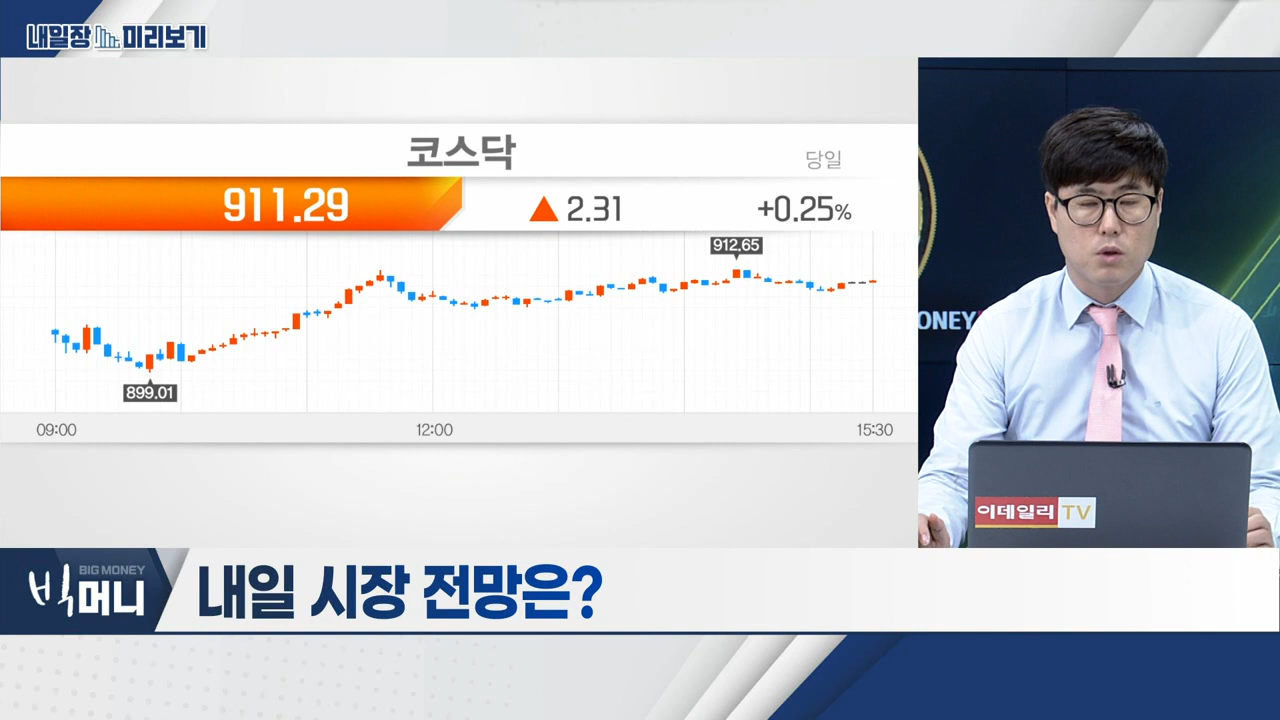 내일장 미리보기
코스닥
당일
911.29
▲ 2.31
+0.25%
912.65
899.01
09:00
12:00
15:30
ONEY
이데일리TV
BIG MONEY
빅머니
내일 시장 전망은?